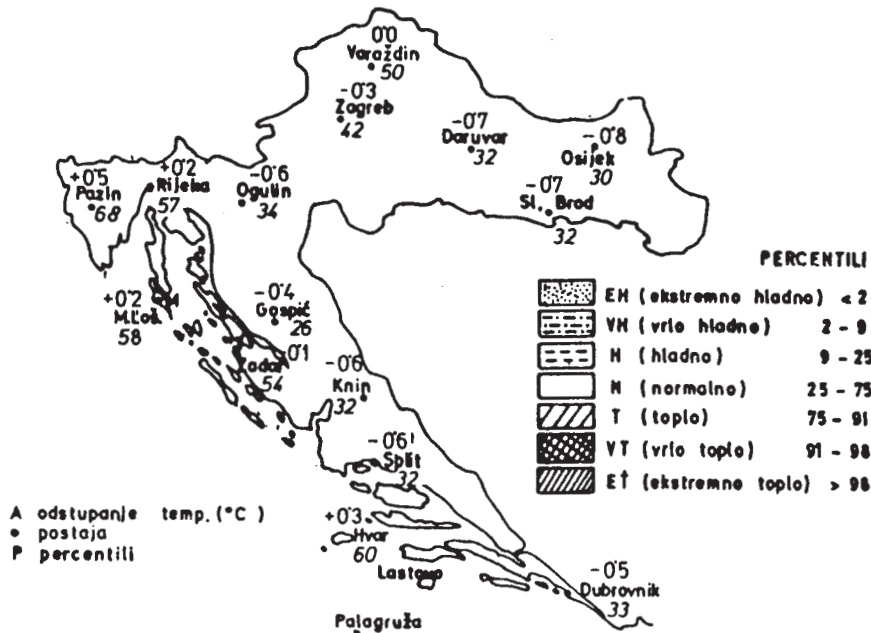 0.0
Varaždin
50
-0.3
Zagreb
42
-0.7
Daruvar
32
-0.8
Osijek
30
-0.7
Sl. Brod
32
+0.5
Pazin
68
+0.2
Rijeka
57
-0.6
Ogulin
34
+0.2
M.Loš.
58
-0.4
Gospić
26
0.1
Zadar
54
-0.6
Knin
32
-0.6
Split
32
+0.3
Hvar
60
Lastovo
-0.5
Dubrovnik
33
Palagruža
PERCENTILI
EH (ekstremno hladno) < 2
VH (vrlo hladno) 2 - 9
H (hladno) 9 - 25
N (normalno) 25 - 75
T (toplo) 75 - 91
VT (vrlo toplo) 91 - 98
ET (ekstremno toplo) > 98
A odstupanje temp. (°C)
• postaja
P percentili